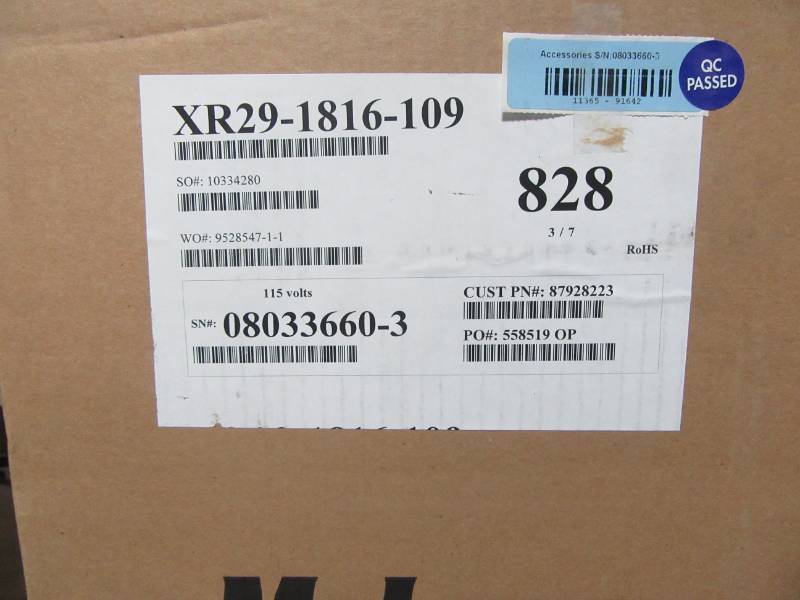 Accessories S/N:08033660-3
11365 - 91642
QC
PASSED
XR29-1816-109
SO#: 10334280
828
3 / 7
WO#: 9528547-1-1
RoHS
115 volts
SN#: 08033660-3
CUST PN#: 87928223
PO#: 558519 OP